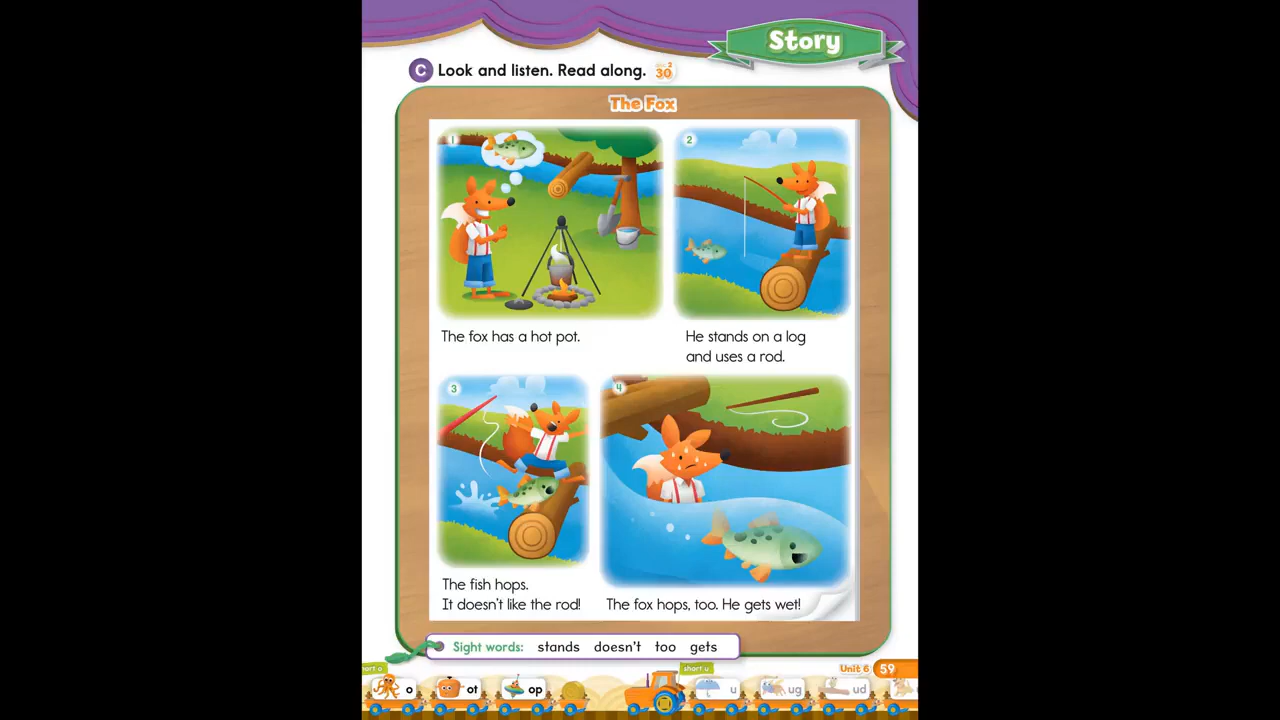 Story
C Look and listen. Read along. DISC 2 30
The Fox
1
2
The fox has a hot pot.
He stands on a log
and uses a rod.
3
4
The fish hops.
It doesn't like the rod!
The fox hops, too. He gets wet!
Sight words: stands doesn't too gets
Unit 6 59
short o
short u
o ot op u ug ud